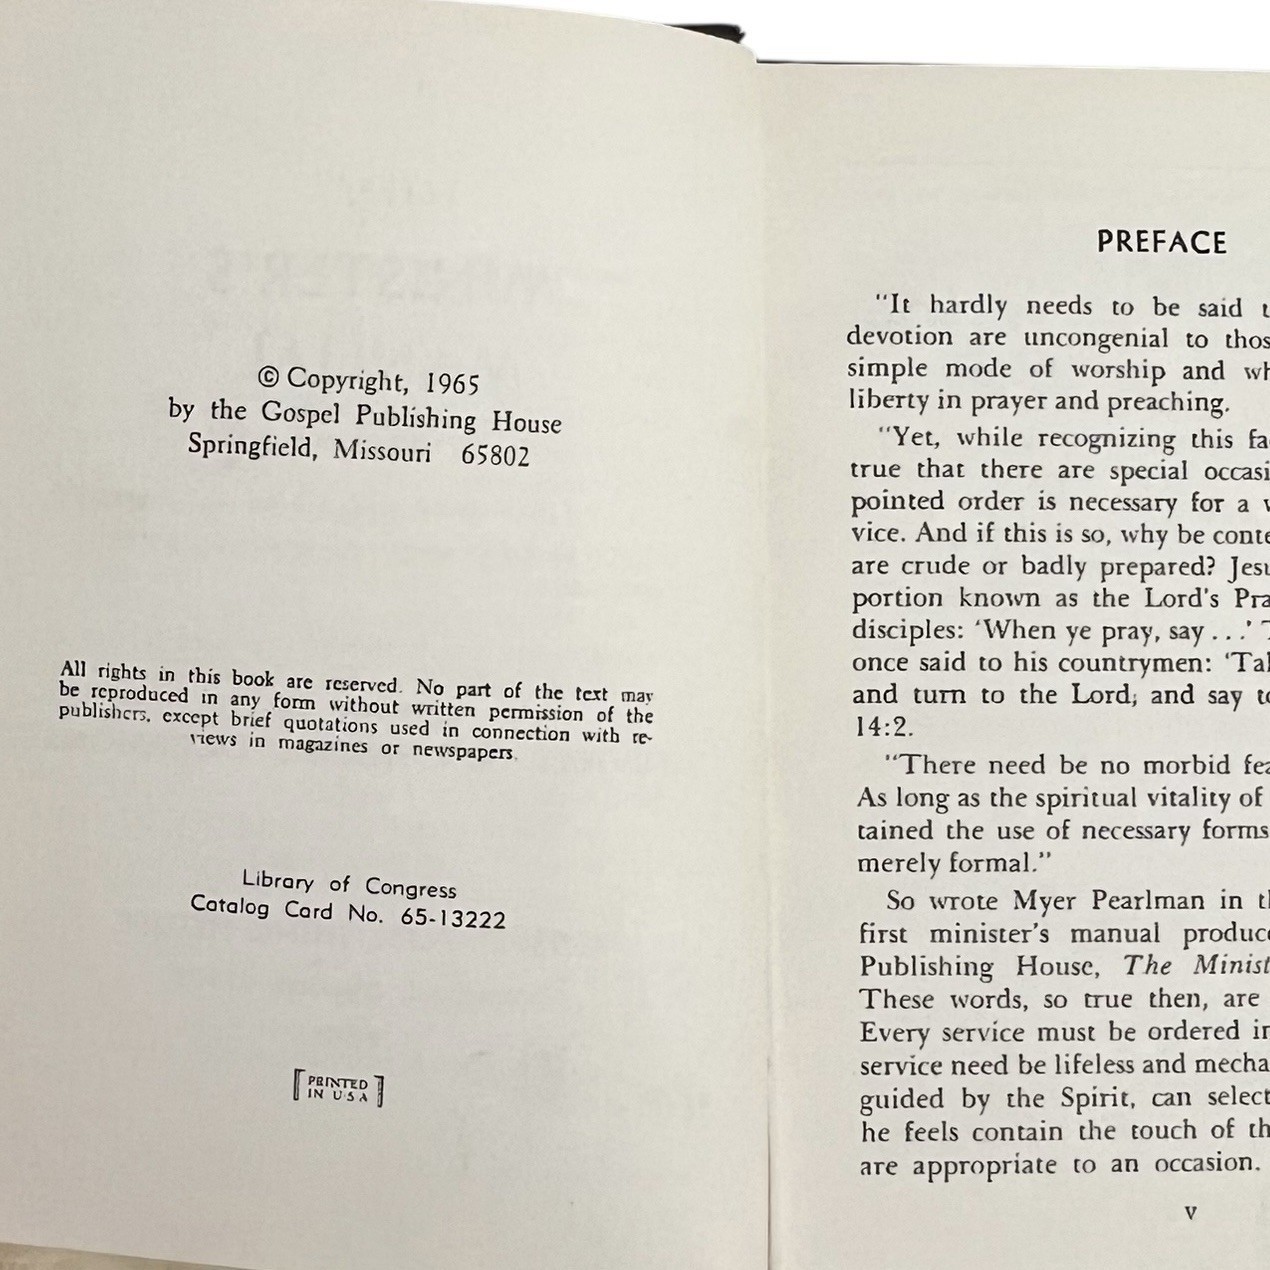 © Copyright, 1965
by the Gospel Publishing House
Springfield, Missouri 65802
All rights in this book are reserved. No part of the text may
be reproduced in any form without written permission of the
publishers, except brief quotations used in connection with re-
views in magazines or newspapers.
Library of Congress
Catalog Card No. 65-13222
[PRINTED
IN U S A]
PREFACE
"It hardly needs to be said
devotion are uncongenial to
simple mode of worship and
liberty in prayer and preaching.
"Yet, while recognizing this
true that there are special
pointed order is necessary for a
vice. And if this is so, why be
are crude or badly prepared?
portion known as the Lord's
disciples: 'When ye pray, say . . .'
once said to his countrymen:
and turn to the Lord; and say
14:2.
"There need be no morbid
As long as the spiritual vitality of
tained the use of necessary forms
merely formal."
So wrote Myer Pearlman in
first minister's manual
Publishing House, The
These words, so true then, are
Every service must be ordered
service need be lifeless and
guided by the Spirit, can select
he feels contain the touch of
are appropriate to an occasion.
v